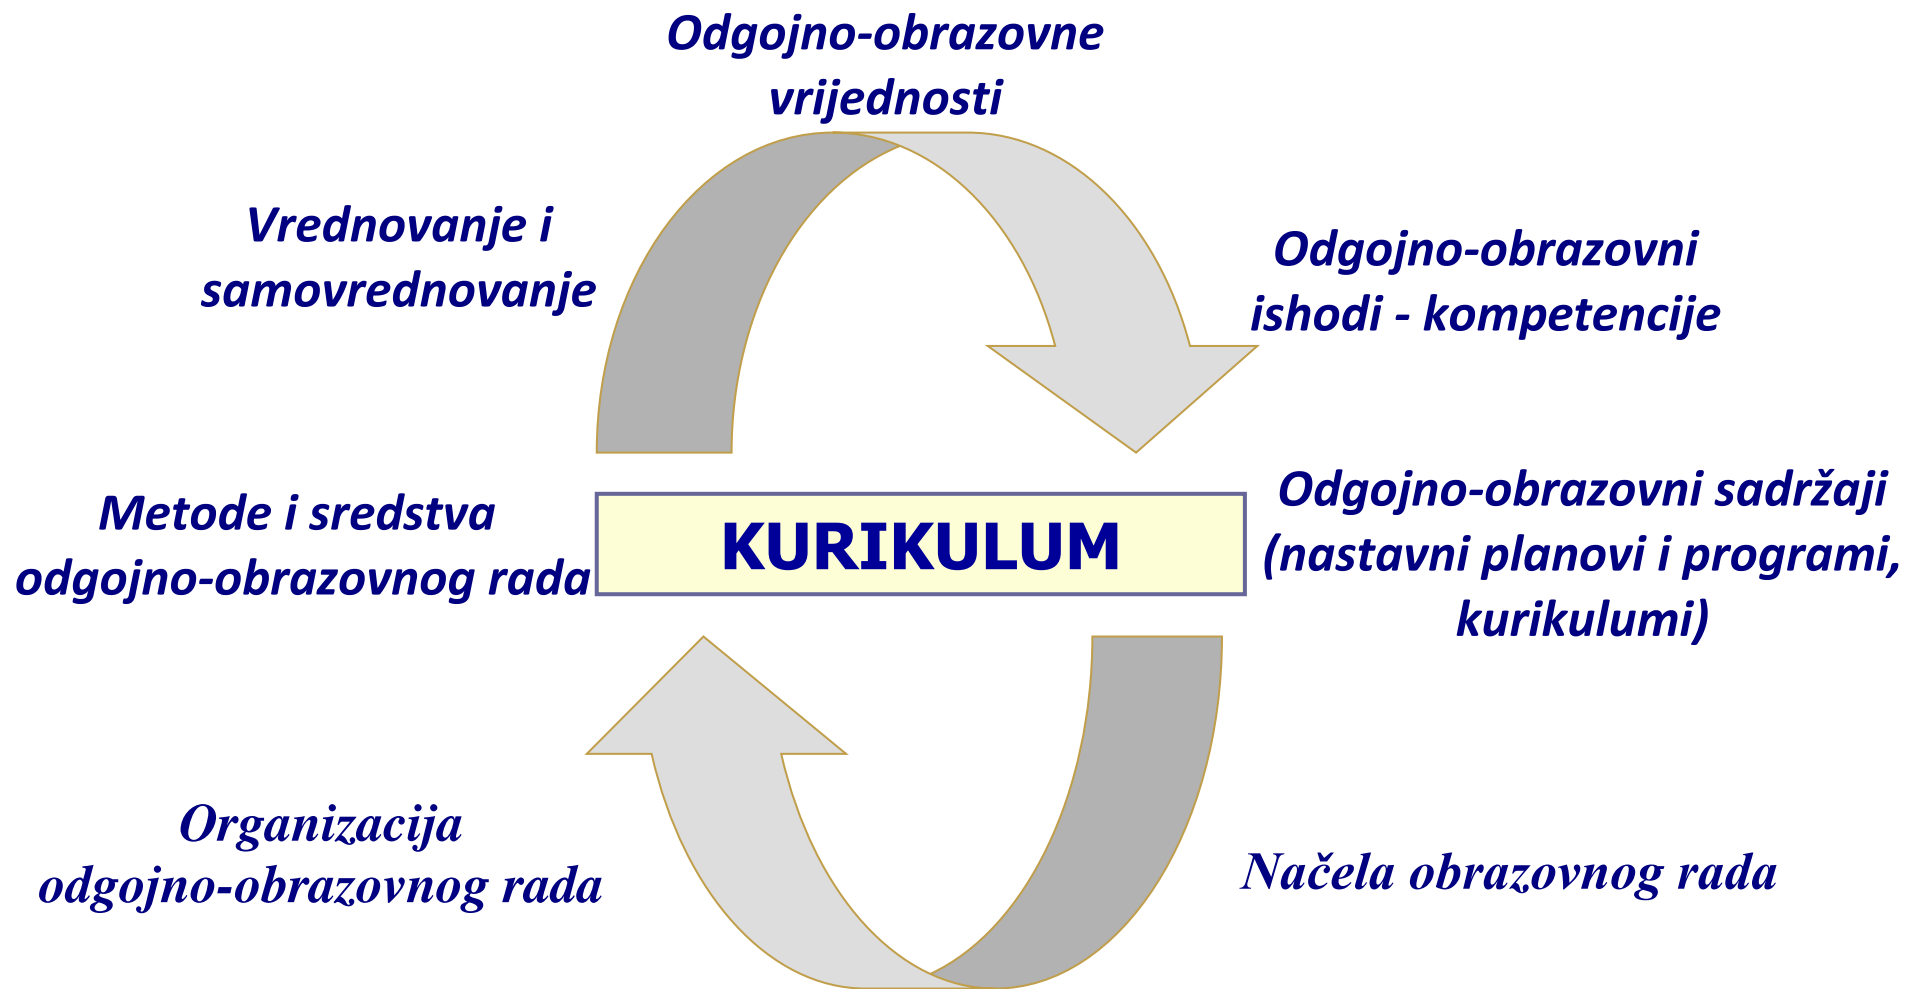 Odgojno-obrazovne
vrijednosti
Vrednovanje i
samovrednovanje
Odgojno-obrazovni
ishodi - kompetencije
Metode i sredstva
odgojno-obrazovnog rada
KURIKULUM
Odgojno-obrazovni sadržaji
(nastavni planovi i programi,
kurikulumi)
Organizacija
odgojno-obrazovnog rada
Načela obrazovnog rada